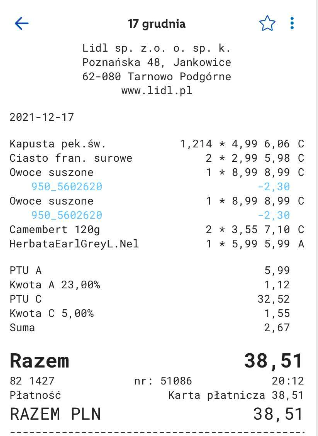 17 grudnia
Lidl sp. z.o. o. sp. k.
Poznańska 48, Jankowice
62-080 Tarnowo Podgórne
www.lidl.pl
2021-12-17
Kapusta pek.św. 1,214 * 4,99 6,06 C
Ciasto fran. surowe 2 * 2,99 5,98 C
Owoce suszone 1 * 8,99 8,99 C
950_5602620 -2,30
Owoce suszone 1 * 8,99 8,99 C
950_5602620 -2,30
Camembert 120g 2 * 3,55 7,10 C
HerbataEarlGreyL.Nel 1 * 5,99 5,99 A
PTU A 5,99
Kwota A 23,00% 1,12
PTU C 32,52
Kwota C 5,00% 1,55
Suma 2,67
Razem 38,51
82 1427 nr: 51086 20:12
Płatność Karta płatnicza 38,51
RAZEM PLN 38,51